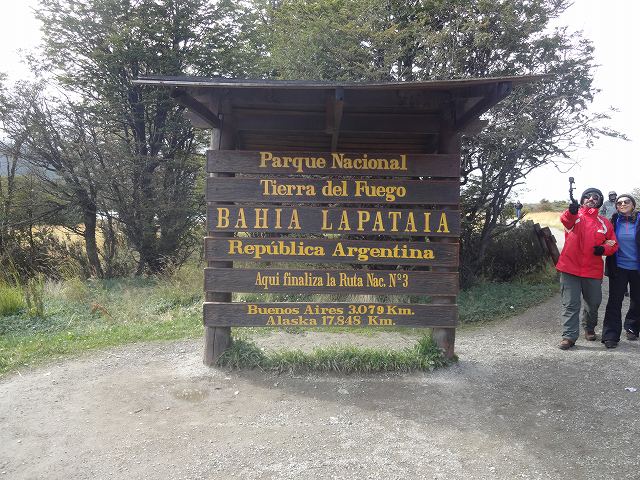 Parque Nacional
Tierra del Fuego
BAHIA LAPATAIA
República Argentina
Aqui finaliza la Ruta Nac. Nº3
Buenos Aires 3.079 Km.
Alaska 17.848 Km.